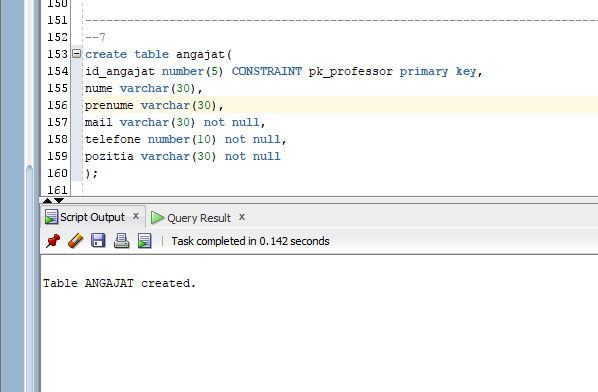 150
151 ------------------------------------------------------------------------
152 --7
153 create table angajat(
154 id_angajat number(5) CONSTRAINT pk_professor primary key,
155 nume varchar(30),
156 prenume varchar(30),
157 mail varchar(30) not null,
158 telefone number(10) not null,
159 pozitia varchar(30) not null
160 );
161
Script Output x Query Result x
Task completed in 0.142 seconds
Table ANGAJAT created.